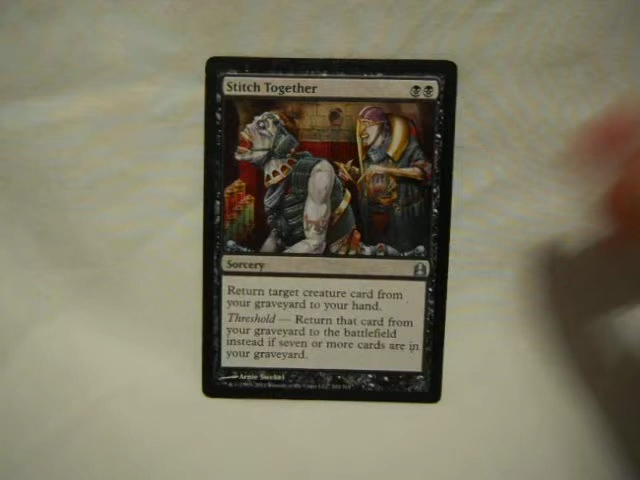 Stitch Together
Sorcery
Return target creature card from
your graveyard to your hand.
Threshold — Return that card from
your graveyard to the battlefield
instead if seven or more cards are in
your graveyard.
Arnie Swekel